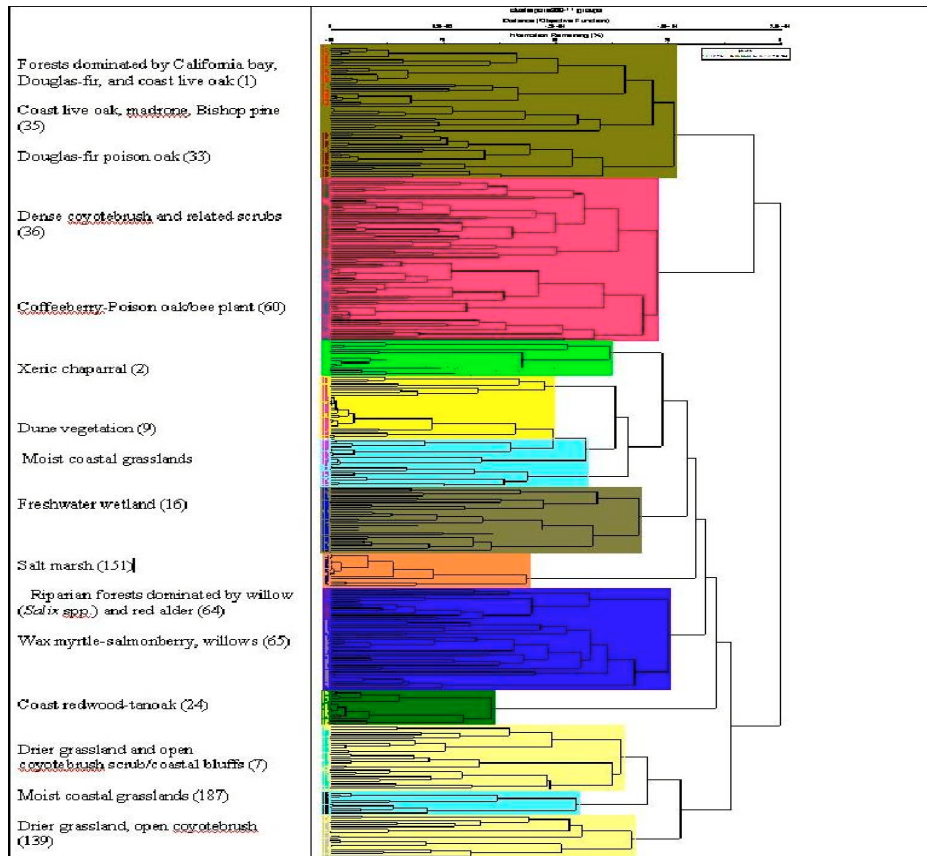 Distance (Objective Function)
Information Remaining (%)
Forests dominated by California bay,
Douglas-fir, and coast live oak (1)
Coast live oak, madrone, Bishop pine
(35)
Douglas-fir poison oak (33)
Dense coyotebrush and related scrubs
(36)
Coffeeberry-Poison oak/bee plant (60)
Xeric chaparral (2)
Dune vegetation (9)
Moist coastal grasslands
Freshwater wetland (16)
Salt marsh (151)
Riparian forests dominated by willow
(Salix spp.) and red alder (64)
Wax myrtle-salmonberry, willows (65)
Coast redwood-tanoak (24)
Drier grassland and open
coyotebrush scrub/coastal bluffs (7)
Moist coastal grasslands (187)
Drier grassland, open coyotebrush
(139)